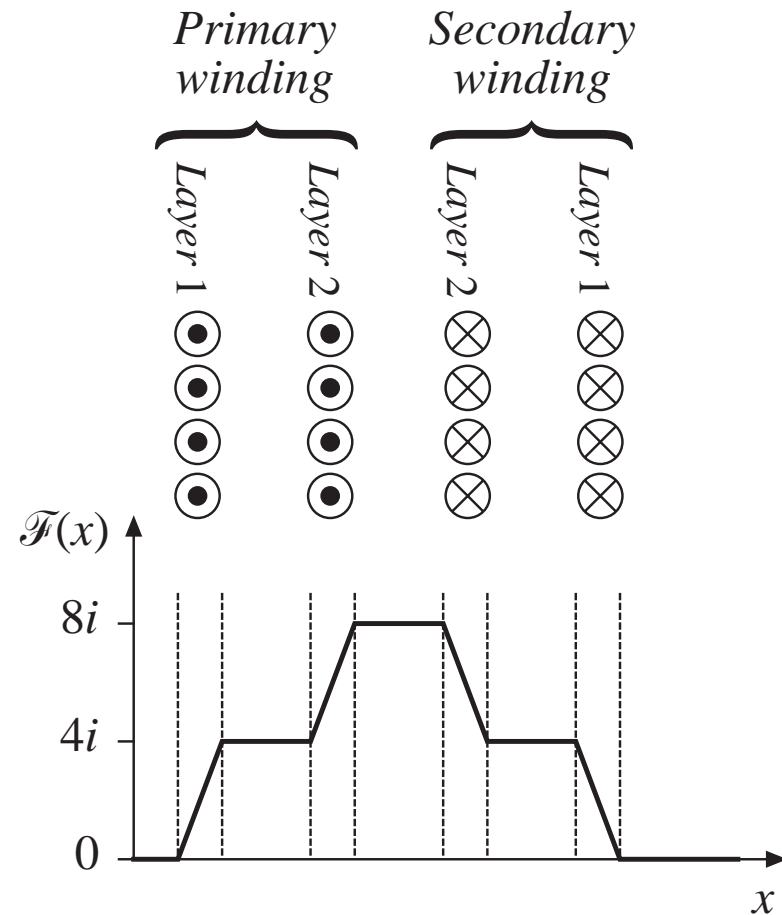 Primary
winding
Secondary
winding
Layer 1
Layer 2
Layer 2
Layer 1
ℱ(x)
8i
4i
0
x